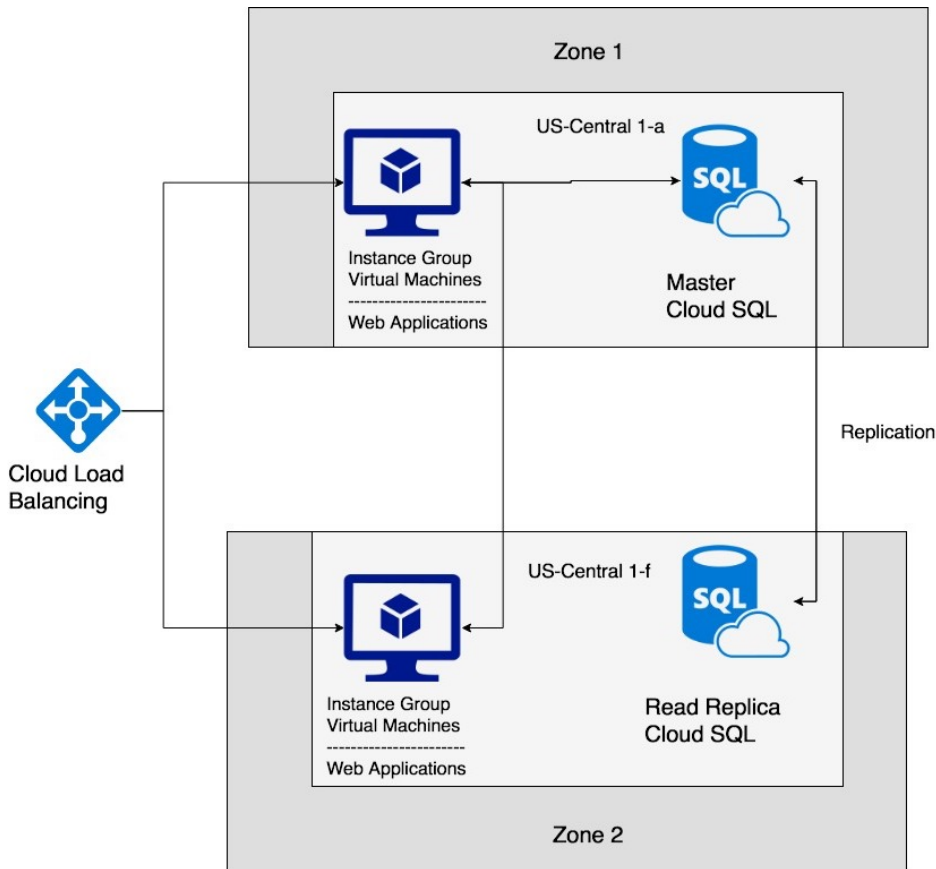 Zone 1
US-Central 1-a
SQL
Instance Group
Virtual Machines
-----------------------
Web Applications
Master
Cloud SQL
Cloud Load
Balancing
Replication
US-Central 1-f
SQL
Instance Group
Virtual Machines
-----------------------
Web Applications
Read Replica
Cloud SQL
Zone 2